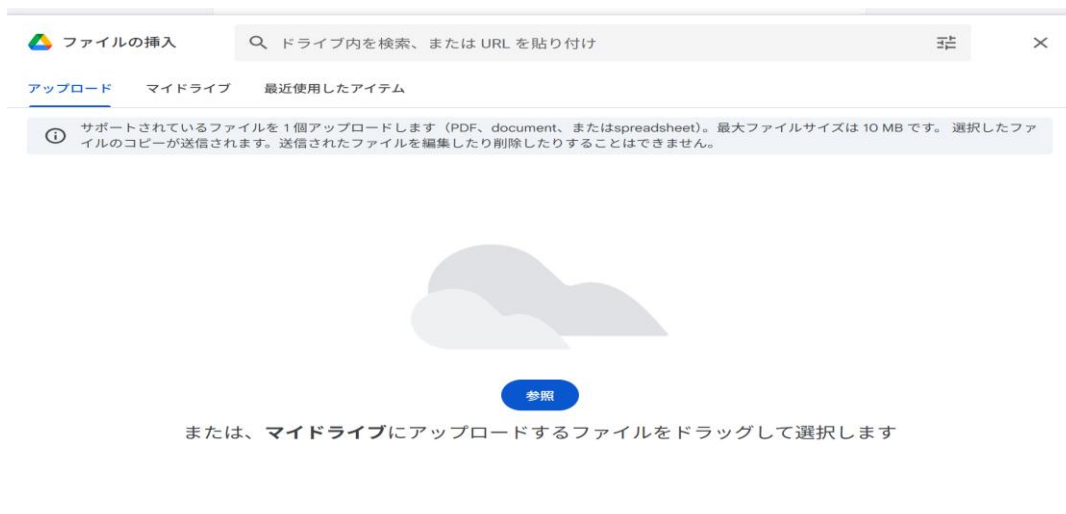 ファイルの挿入
ドライブ内を検索、または URL を貼り付け
アップロード マイドライブ 最近使用したアイテム
サポートされているファイルを 1 個アップロードします（PDF、document、またはspreadsheet）。最大ファイルサイズは 10 MB です。 選択したファ
イルのコピーが送信されます。送信されたファイルを編集したり削除したりすることはできません。
参照
または、マイドライブにアップロードするファイルをドラッグして選択します